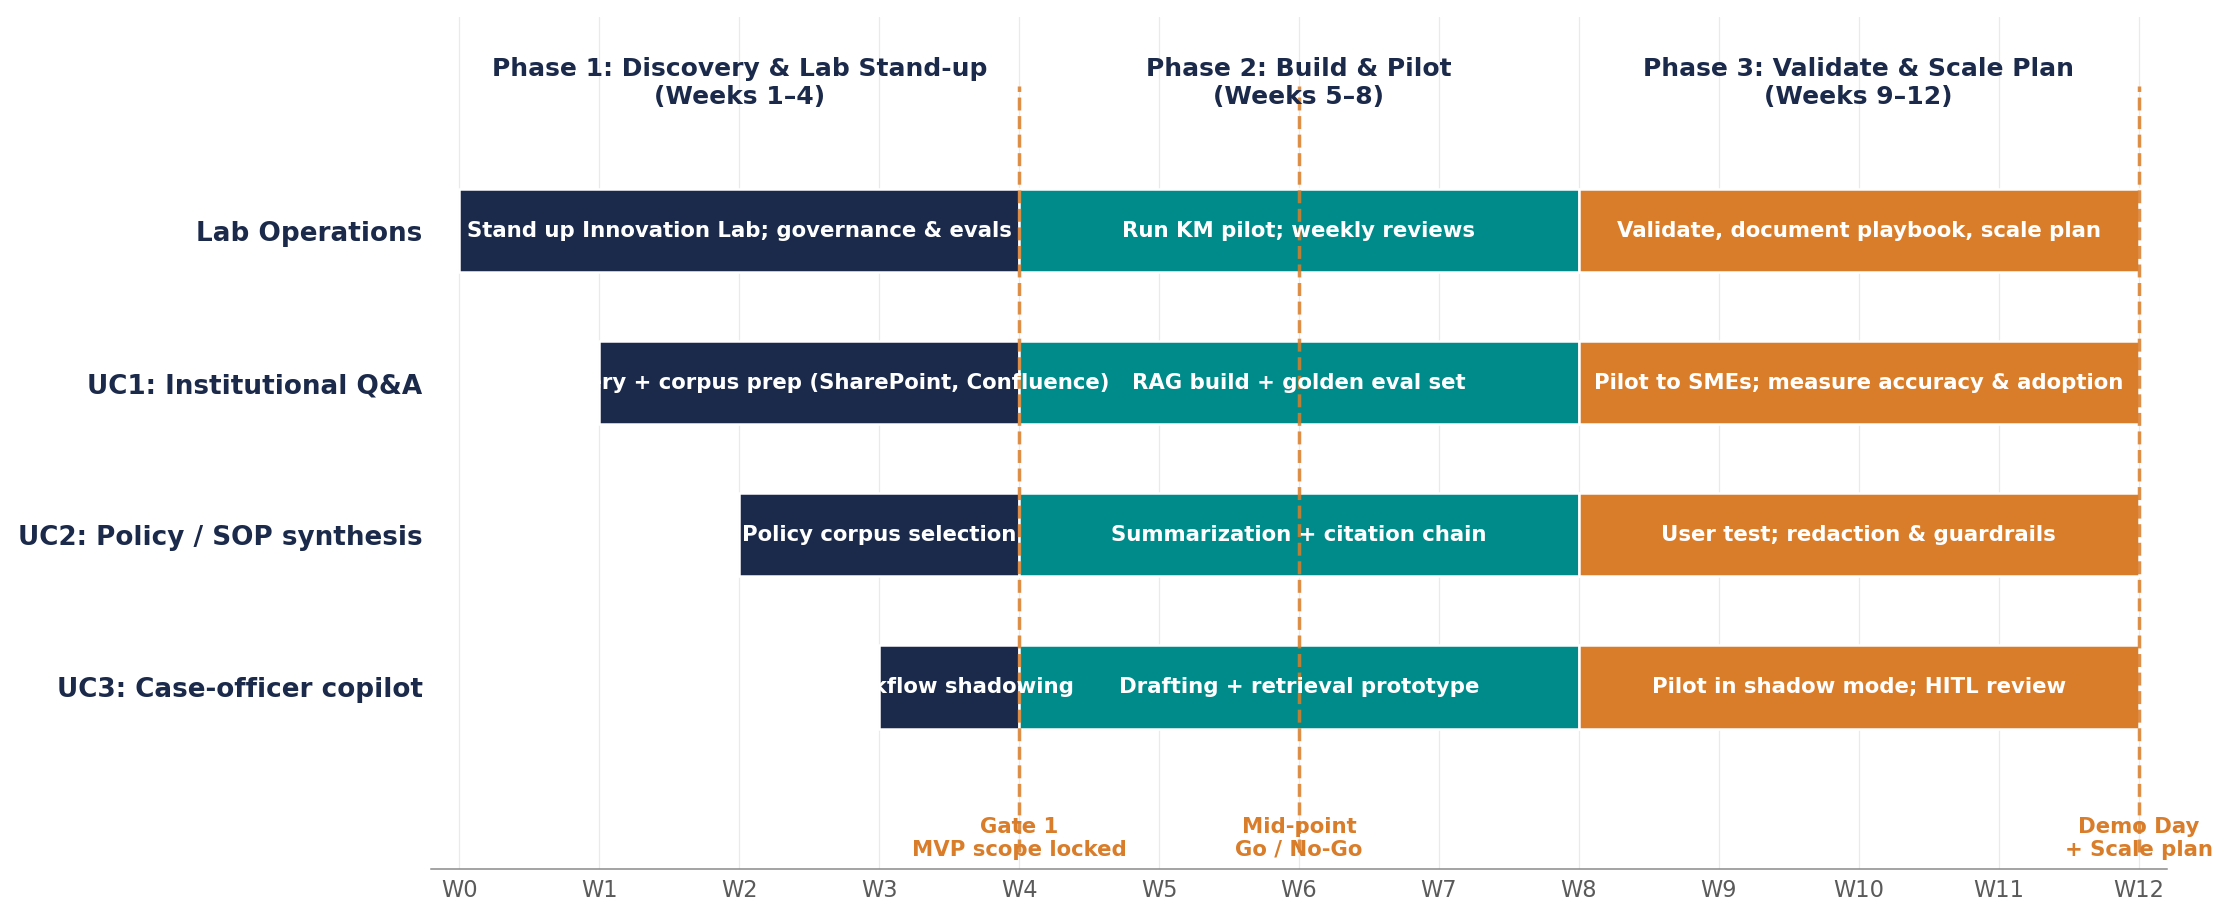 Phase 1: Discovery & Lab Stand-up
(Weeks 1–4)
Phase 2: Build & Pilot
(Weeks 5–8)
Phase 3: Validate & Scale Plan
(Weeks 9–12)
Lab Operations
Stand up Innovation Lab; governance & evals
Run KM pilot; weekly reviews
Validate, document playbook, scale plan
UC1: Institutional Q&A
ry + corpus prep (SharePoint, Confluence)
RAG build + golden eval set
Pilot to SMEs; measure accuracy & adoption
UC2: Policy / SOP synthesis
Policy corpus selection
Summarization + citation chain
User test; redaction & guardrails
UC3: Case-officer copilot
kflow shadowing
Drafting + retrieval prototype
Pilot in shadow mode; HITL review
Gate 1
MVP scope locked
Mid-point
Go / No-Go
Demo Day
+ Scale plan
W0 W1 W2 W3 W4 W5 W6 W7 W8 W9 W10 W11 W12